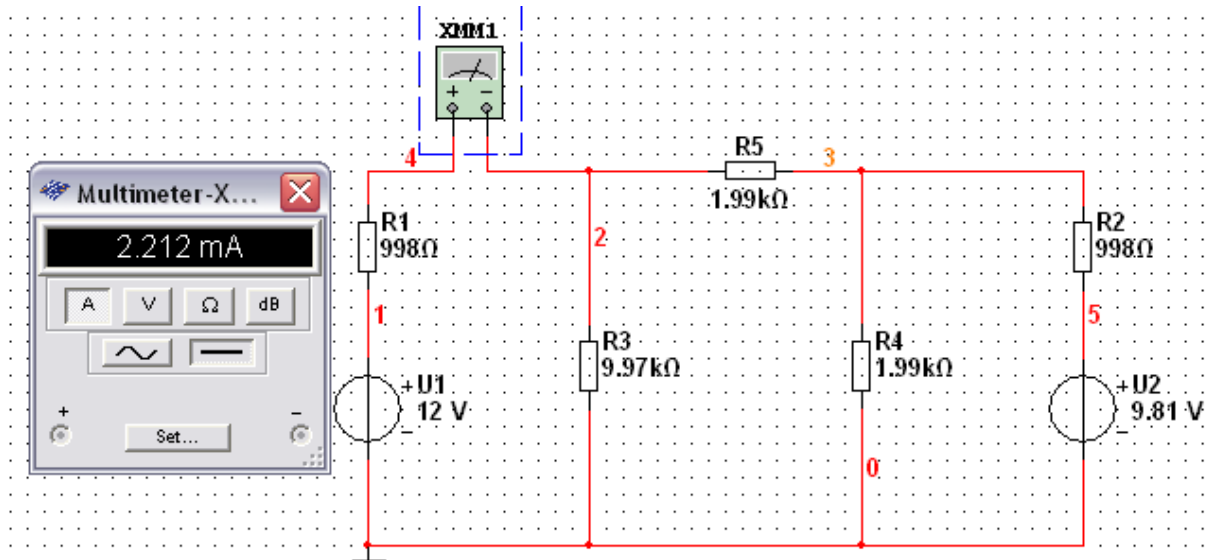 XMM1
+ −
4
R5
3
1.99kΩ
Multimeter-X...
2.212 mA
A V Ω dB
+ −
Set...
R1
998Ω
1
+
U1
12 V
−
2
R3
9.97kΩ
R4
1.99kΩ
0
R2
998Ω
5
+
U2
9.81 V
−